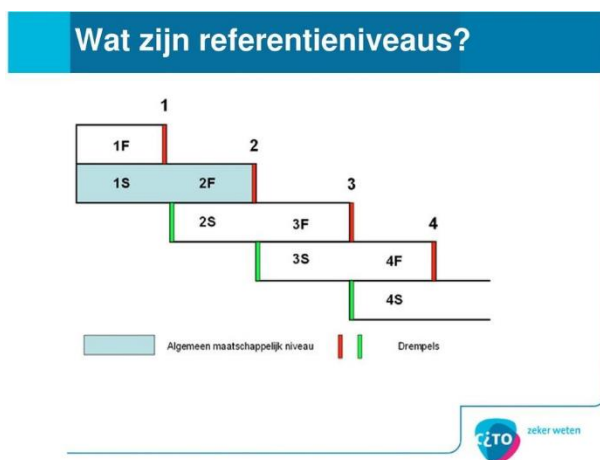 Wat zijn referentieniveaus?
1
1F
2
1S 2F
3
2S 3F
4
3S 4F
4S
Algemeen maatschappelijk niveau
Drempels
CiTO
zeker weten